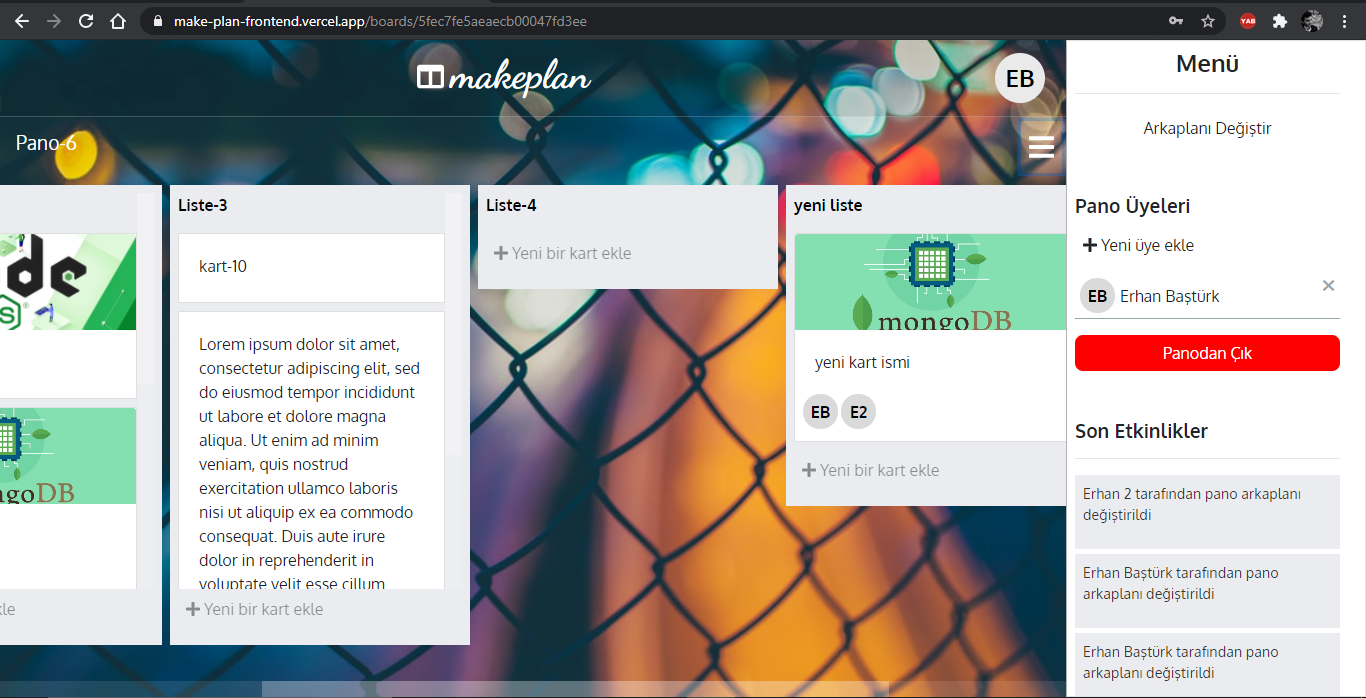 make-plan-frontend.vercel.app/boards/5fec7fe5aeaecb00047fd3ee
YAB
makeplan
EB
Pano-6
Liste-3
kart-10
Lorem ipsum dolor sit amet,
consectetur adipiscing elit, sed
do eiusmod tempor incididunt
ut labore et dolore magna
aliqua. Ut enim ad minim
veniam, quis nostrud
exercitation ullamco laboris
nisi ut aliquip ex ea commodo
consequat. Duis aute irure
dolor in reprehenderit in
voluptate velit esse cillum
Yeni bir kart ekle
Liste-4
Yeni bir kart ekle
yeni liste
mongoDB
yeni kart ismi
EB E2
Yeni bir kart ekle
Menü
Arkaplanı Değiştir
Pano Üyeleri
Yeni üye ekle
EB Erhan Baştürk
Panodan Çık
Son Etkinlikler
Erhan 2 tarafından pano arkaplanı
değiştirildi
Erhan Baştürk tarafından pano
arkaplanı değiştirildi
Erhan Baştürk tarafından pano
arkaplanı değiştirildi